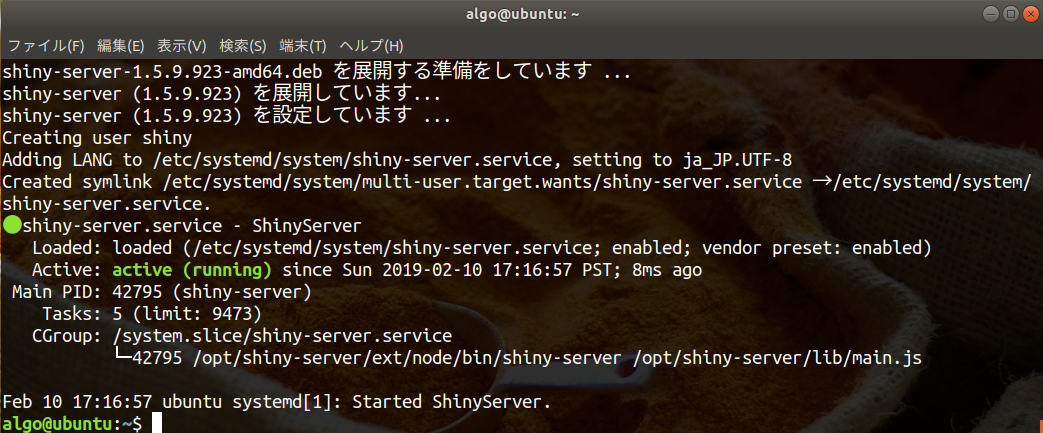 algo@ubuntu: ~
ファイル(F) 編集(E) 表示(V) 検索(S) 端末(T) ヘルプ(H)
shiny-server-1.5.9.923-amd64.deb を展開する準備をしています ...
shiny-server (1.5.9.923) を展開しています...
shiny-server (1.5.9.923) を設定しています ...
Creating user shiny
Adding LANG to /etc/systemd/system/shiny-server.service, setting to ja_JP.UTF-8
Created symlink /etc/systemd/system/multi-user.target.wants/shiny-server.service →/etc/systemd/system/
shiny-server.service.
●shiny-server.service - ShinyServer
Loaded: loaded (/etc/systemd/system/shiny-server.service; enabled; vendor preset: enabled)
Active: active (running) since Sun 2019-02-10 17:16:57 PST; 8ms ago
Main PID: 42795 (shiny-server)
Tasks: 5 (limit: 9473)
CGroup: /system.slice/shiny-server.service
└─42795 /opt/shiny-server/ext/node/bin/shiny-server /opt/shiny-server/lib/main.js
Feb 10 17:16:57 ubuntu systemd[1]: Started ShinyServer.
algo@ubuntu:~$